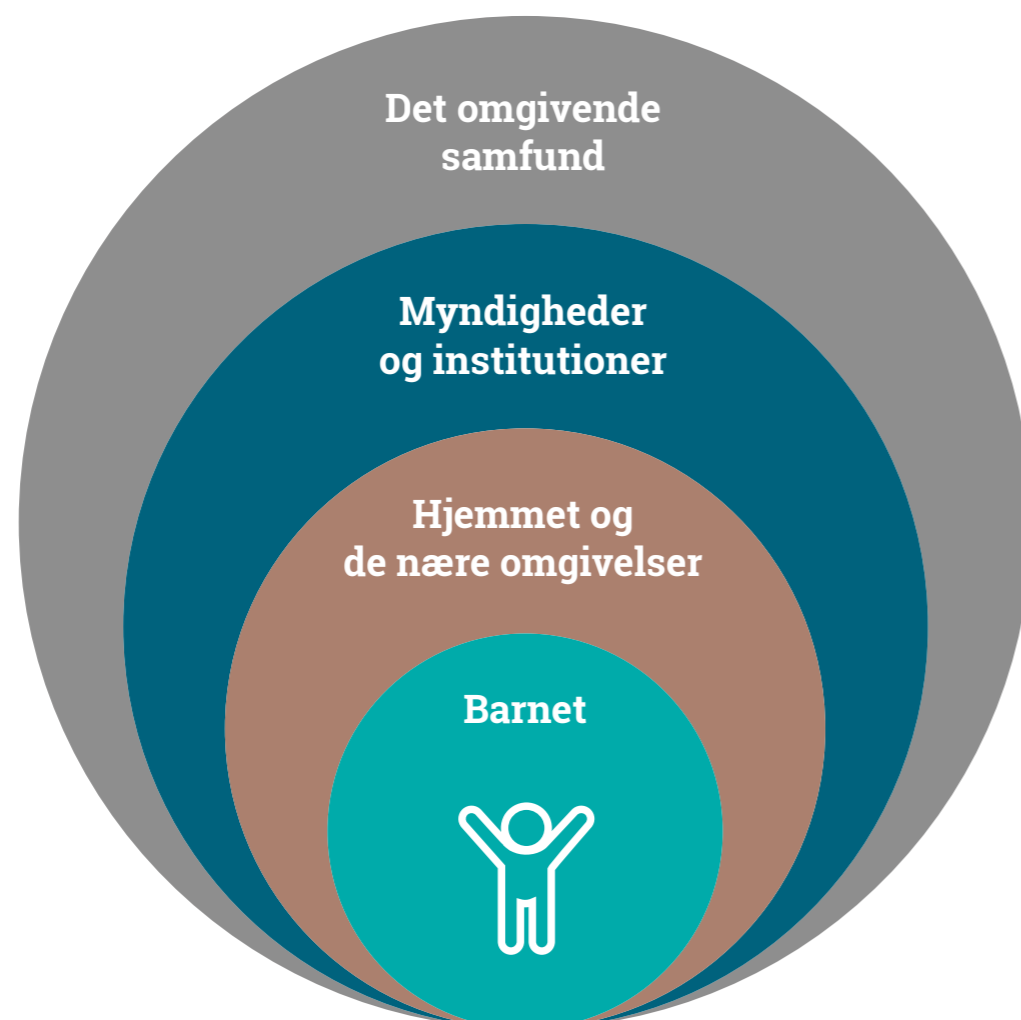 Det omgivende
samfund
Myndigheder
og institutioner
Hjemmet og
de nære omgivelser
Barnet